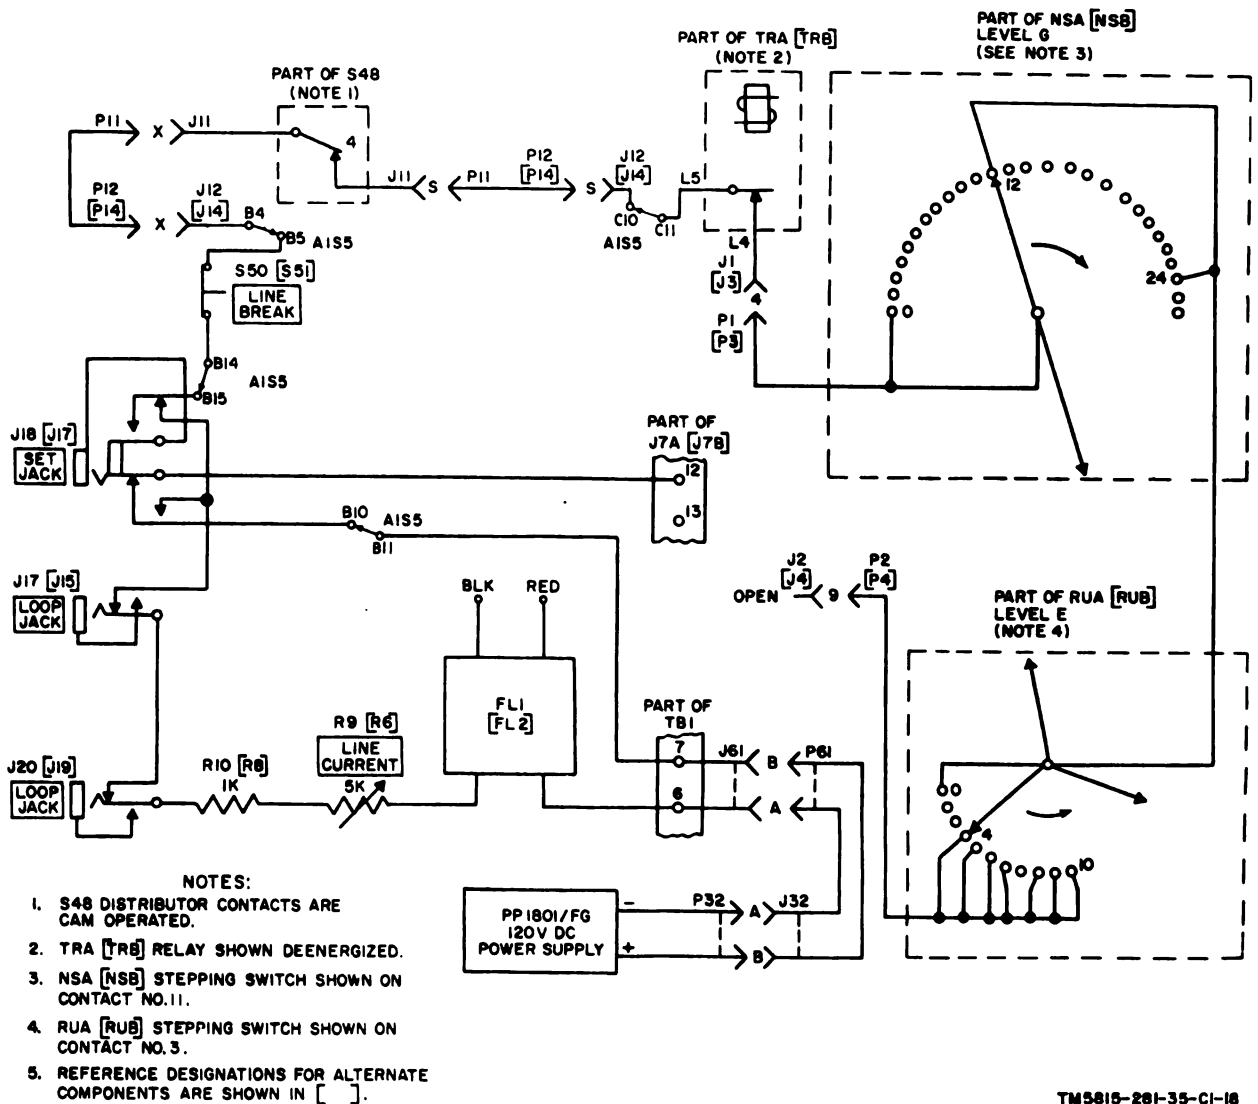 PART OF NSA [NSB]
LEVEL G
(SEE NOTE 3)
PART OF TRA [TRB]
(NOTE 2)
PART OF S48
(NOTE 1)
P11
X
J11
4
J11
S
P11
P12
[P14]
S
J12
[J14]
L5
C10
C11
A1S5
L4
J1
[J3]
4
P1
[P3]
12
24
P12
[P14]
X
J12
[J14]
B4
B5
A1S5
S50 [S51]
LINE
BREAK
B14
A1S5
B15
J18 [J17]
SET
JACK
PART OF
J7A [J7B]
12
13
B10
A1S5
B11
J17 [J15]
LOOP
JACK
BLK
RED
J2
[J4]
OPEN
9
P2
[P4]
PART OF RUA [RUB]
LEVEL E
(NOTE 4)
4
10
FL1
[FL2]
PART OF
TB1
7
6
J61
B
P61
A
R9 [R6]
LINE
CURRENT
5K
R10 [R8]
1K
J20 [J19]
LOOP
JACK
PP1801/FG
120V DC
POWER SUPPLY
-
+
P32
A
J32
B
NOTES:
1. S48 DISTRIBUTOR CONTACTS ARE
CAM OPERATED.
2. TRA [TRB] RELAY SHOWN DEENERGIZED.
3. NSA [NSB] STEPPING SWITCH SHOWN ON
CONTACT NO.11.
4. RUA [RUB] STEPPING SWITCH SHOWN ON
CONTACT NO.3.
5. REFERENCE DESIGNATIONS FOR ALTERNATE
COMPONENTS ARE SHOWN IN [ ].
TM5815-281-35-C1-18